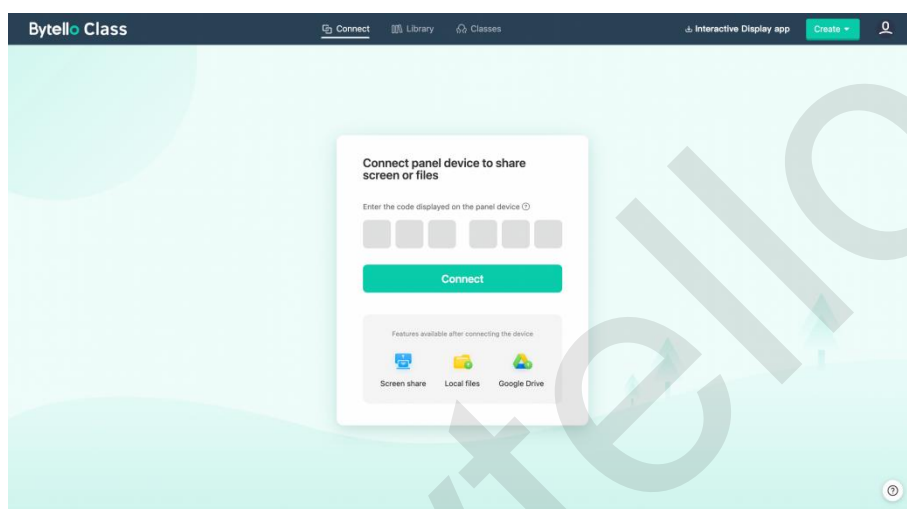 Bytello Class
Connect
Library
Classes
Interactive Display app
Create
Connect panel device to share
screen or files
Enter the code displayed on the panel device
Connect
Features available after connecting the device
Screen share
Local files
Google Drive
ytello